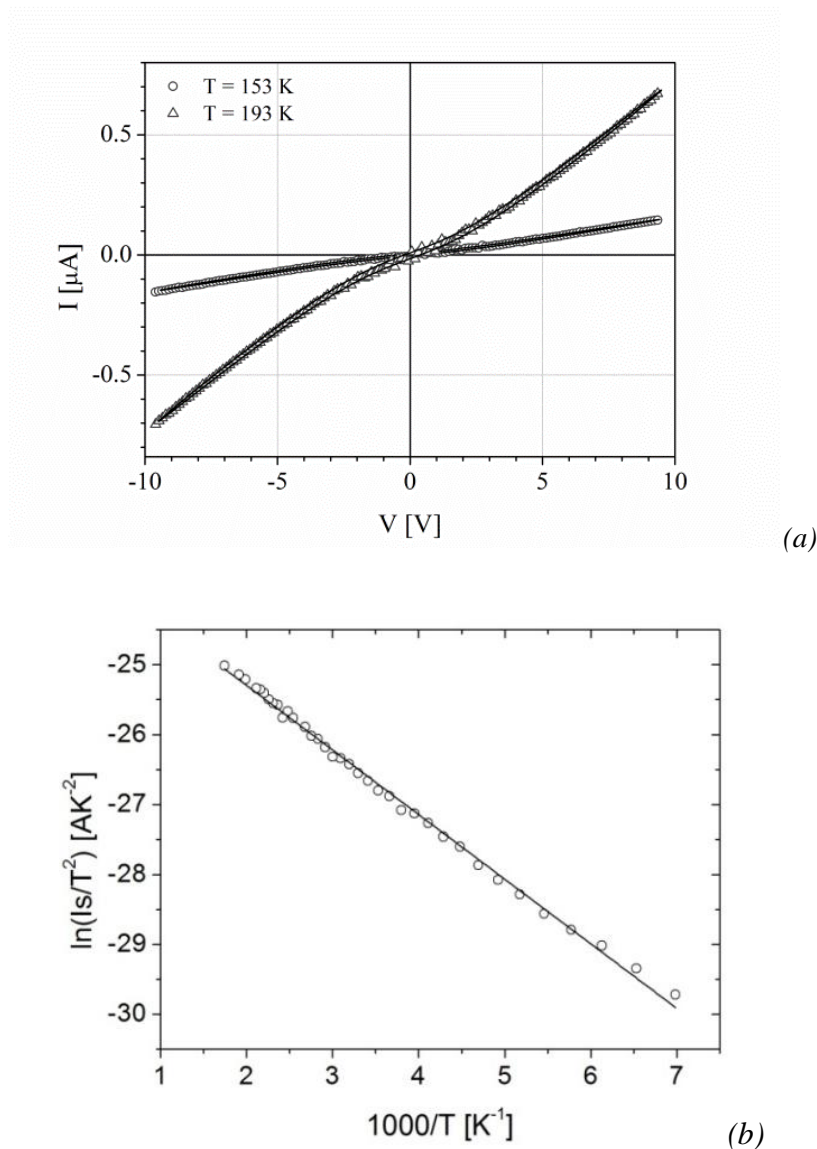 T = 153 K
T = 193 K
0.5
0.0
-0.5
I [µA]
-10 -5 0 5 10
V [V]
(a)
-25
-26
-27
-28
-29
-30
ln(Is/T²) [AK⁻²]
1 2 3 4 5 6 7
1000/T [K⁻¹]
(b)